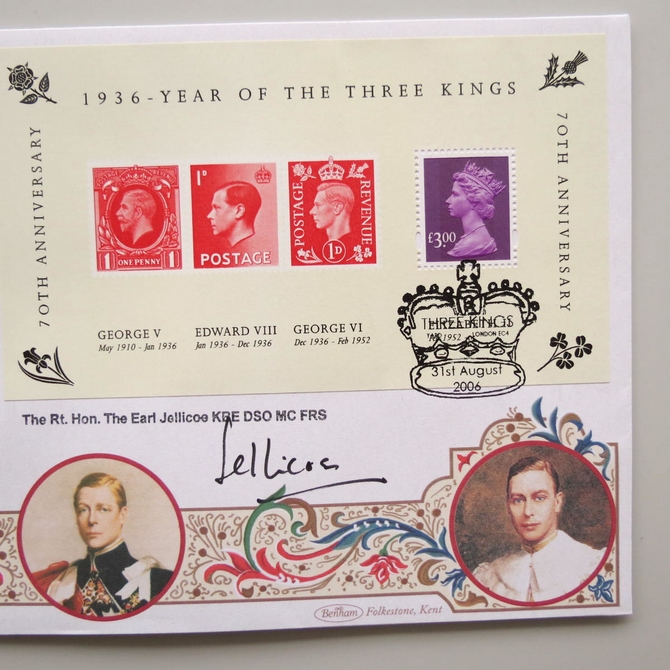 1936-YEAR OF THE THREE KINGS
70TH ANNIVERSARY
70TH ANNIVERSARY
1 ONE PENNY 1
1D
POSTAGE
POSTAGE
REVENUE
1D
£3.00
GEORGE V
May 1910 - Jan 1936
EDWARD VIII
Jan 1936 - Dec 1936
GEORGE VI
Dec 1936 - Feb 1952
THREE KINGS
LONDON EC4
1952
31st August
2006
The Rt. Hon. The Earl Jellicoe KBE DSO MC FRS
Jellicoe
Benham Folkestone, Kent